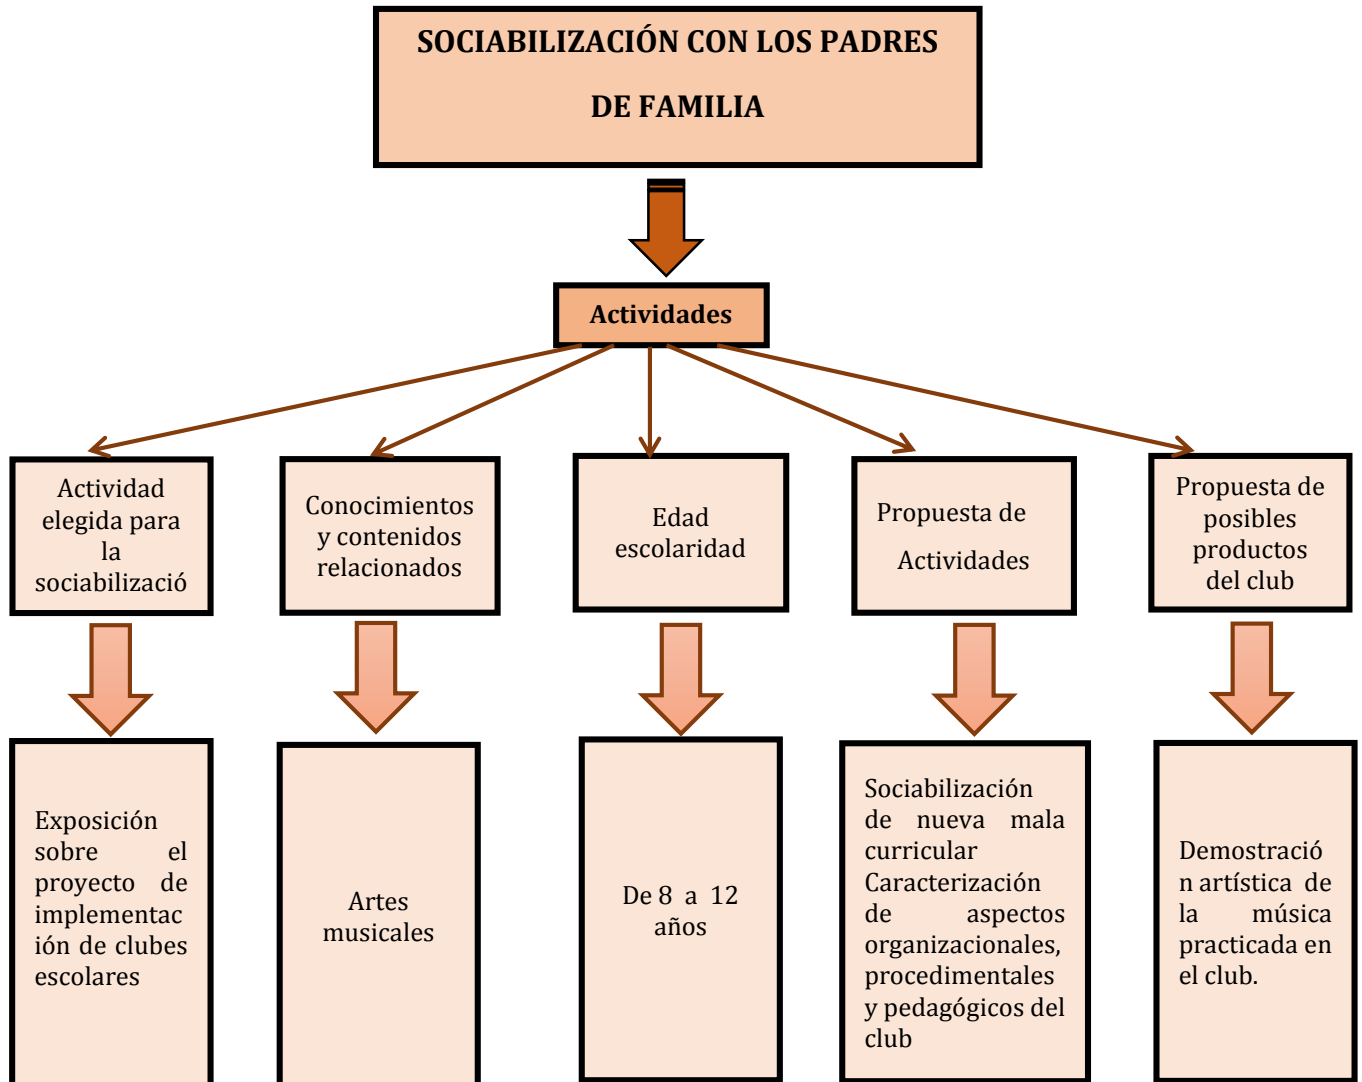 SOCIABILIZACIÓN CON LOS PADRES
DE FAMILIA
Actividades
Actividad
elegida para
la
sociabilizació
Conocimientos
y contenidos
relacionados
Edad
escolaridad
Propuesta de
Actividades
Propuesta de
posibles
productos
del club
Exposición
sobre el
proyecto de
implementac
ión de clubes
escolares
Artes
musicales
De 8 a 12
años
Sociabilización
de nueva mala
curricular
Caracterización
de aspectos
organizacionales,
procedimentales
y pedagógicos del
club
Demostració
n artística de
la música
practicada en
el club.